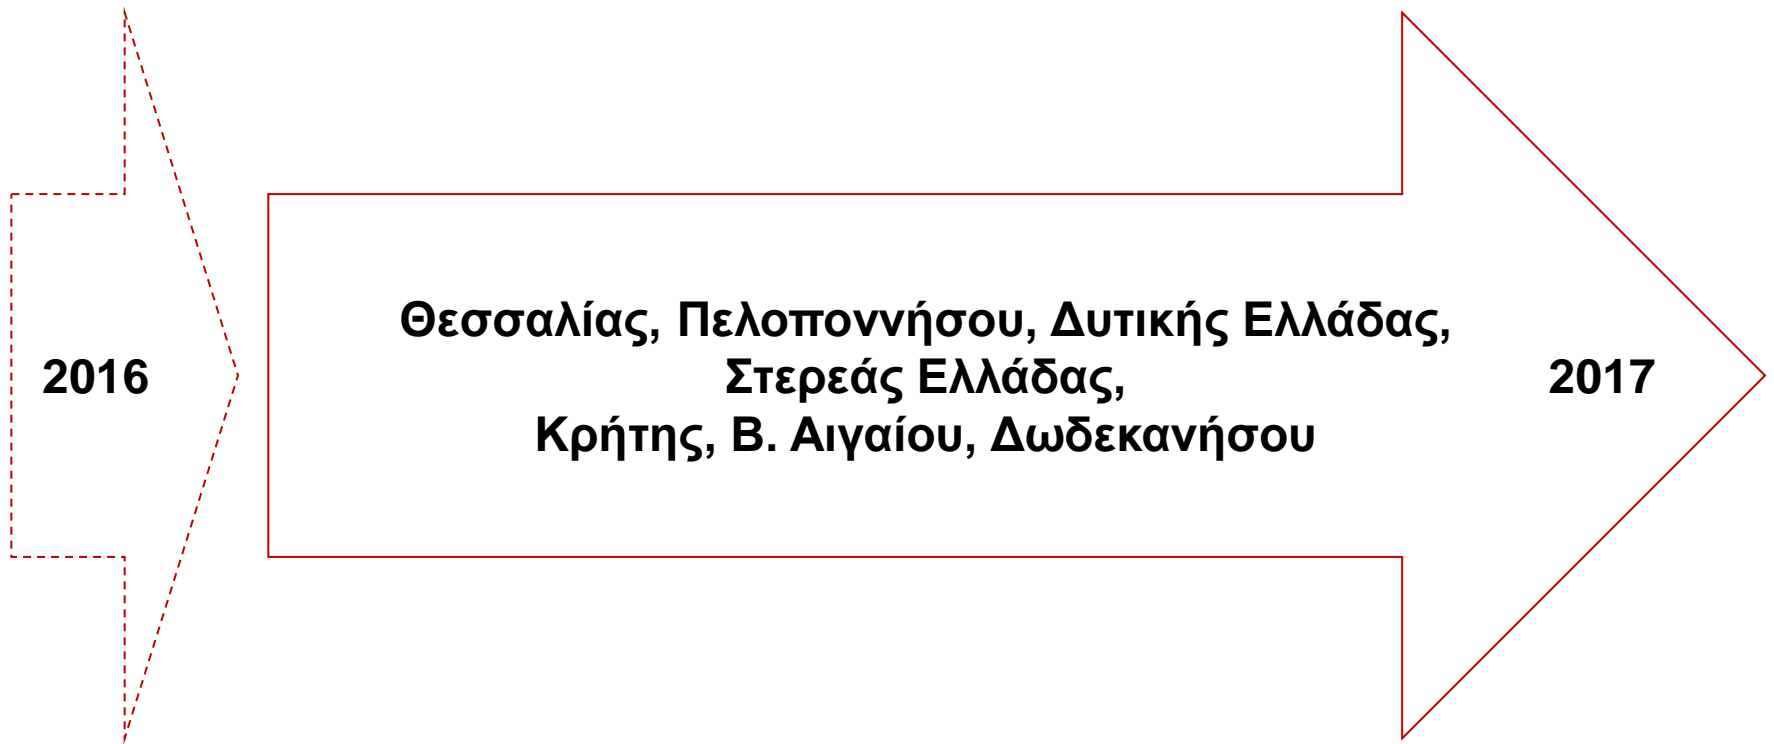 2016
Θεσσαλίας, Πελοποννήσου, Δυτικής Ελλάδας,
Στερεάς Ελλάδας,
Κρήτης, Β. Αιγαίου, Δωδεκανήσου
2017